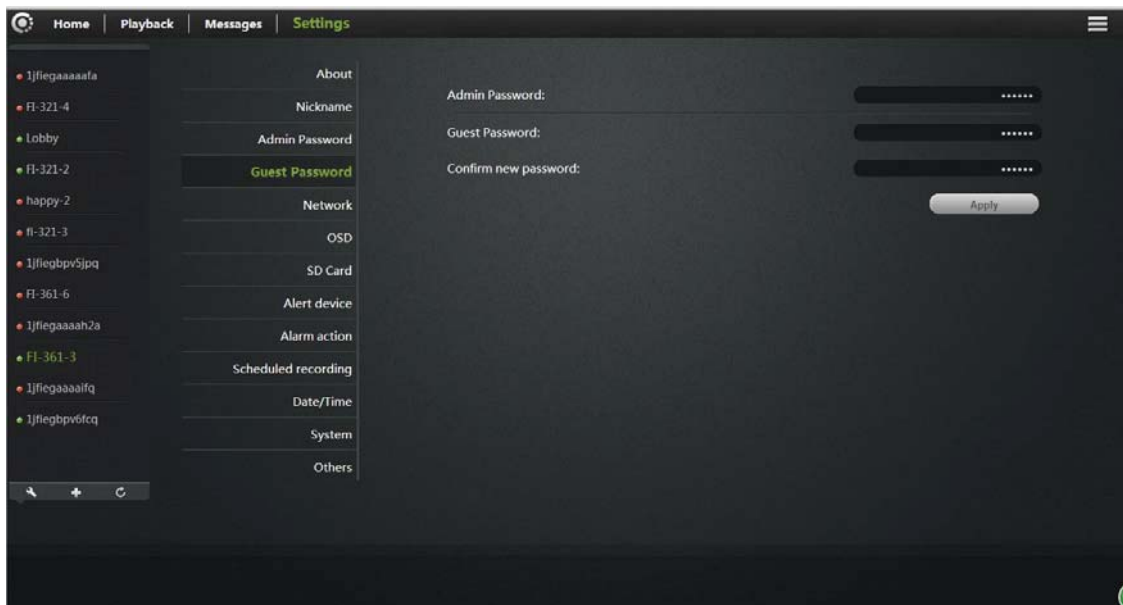 Home Playback Messages Settings
1jfiegaaaaafa
FI-321-4
Lobby
FI-321-2
happy-2
fi-321-3
1jfiegbpv5jpq
FI-361-6
1jfiegaaaah2a
FI-361-3
1jfiegaaaaifq
1jfiegbpv6fcq
About
Nickname
Admin Password
Guest Password
Network
OSD
SD Card
Alert device
Alarm action
Scheduled recording
Date/Time
System
Others
Admin Password: ••••••
Guest Password: ••••••
Confirm new password: ••••••
Apply